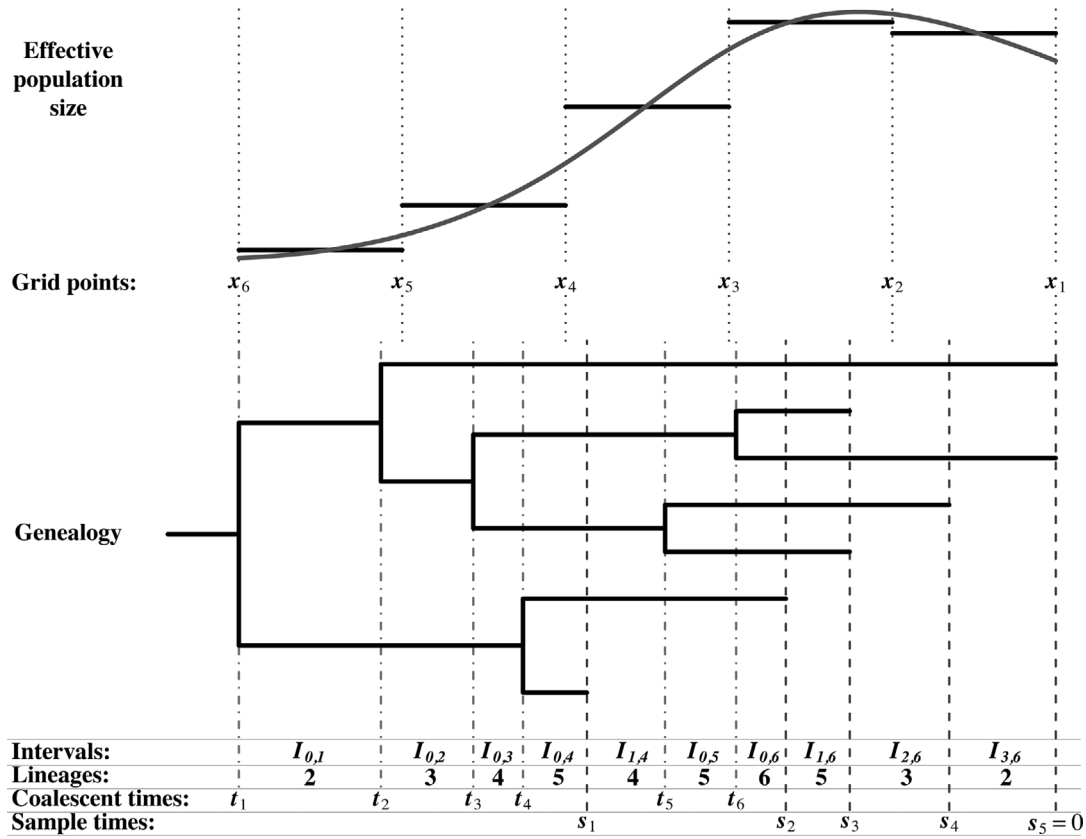 Effective
population
size
Grid points: x₆ x₅ x₄ x₃ x₂ x₁
Genealogy
Intervals: I₀,₁ I₀,₂ I₀,₃ I₀,₄ I₁,₄ I₀,₅ I₀,₆ I₁,₆ I₂,₆ I₃,₆
Lineages: 2 3 4 5 4 5 6 5 3 2
Coalescent times: t₁ t₂ t₃ t₄ t₅ t₆
Sample times: s₁ s₂ s₃ s₄ s₅ = 0